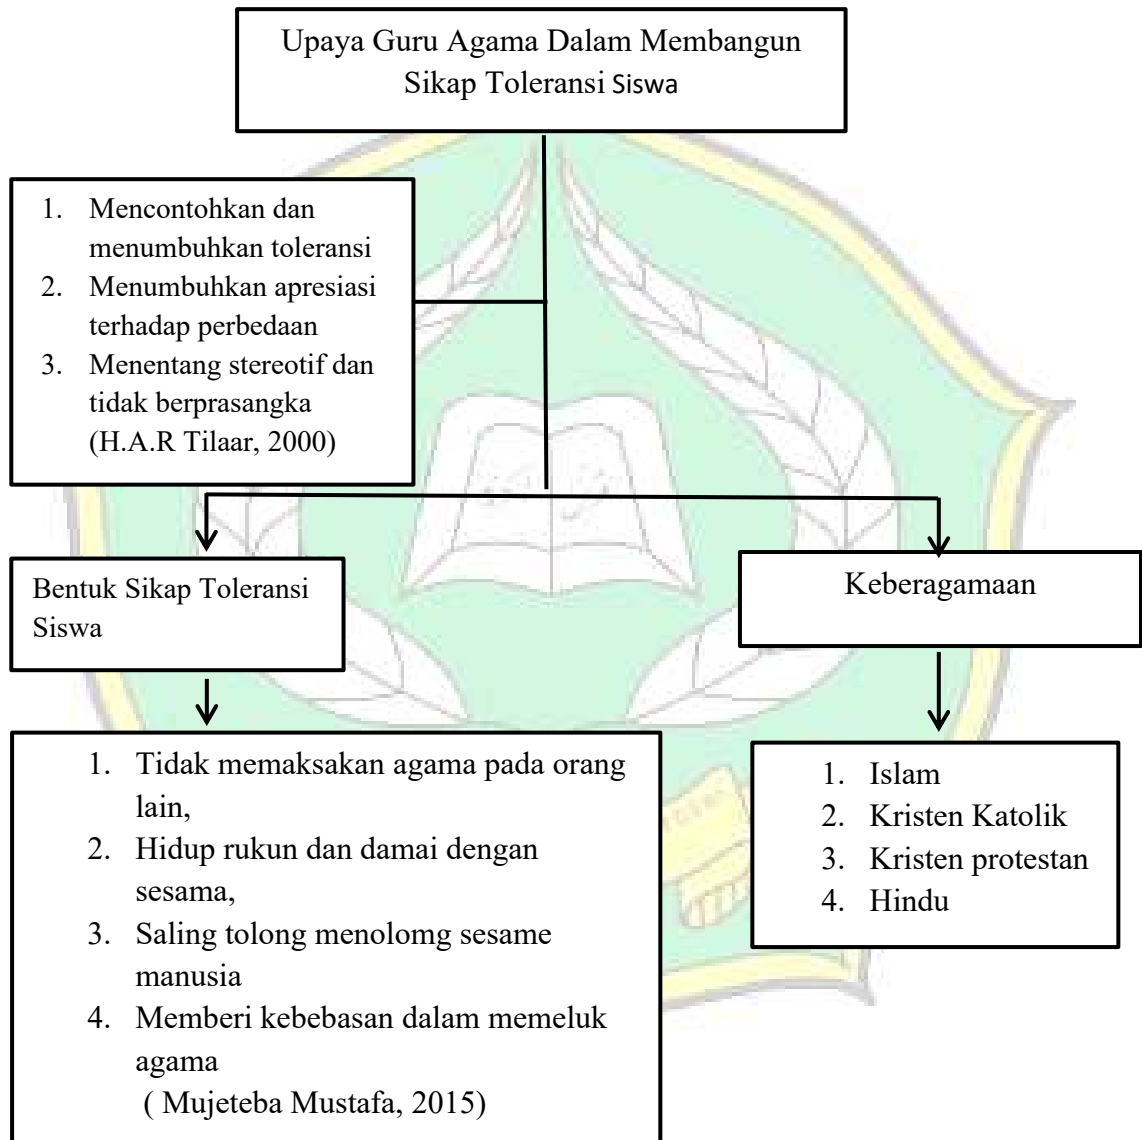 Upaya Guru Agama Dalam Membangun
Sikap Toleransi Siswa
1. Mencontohkan dan
menumbuhkan toleransi
2. Menumbuhkan apresiasi
terhadap perbedaan
3. Menentang stereotif dan
tidak berprasangka
(H.A.R Tilaar, 2000)
Bentuk Sikap Toleransi
Siswa
Keberagamaan
1. Tidak memaksakan agama pada orang
lain,
2. Hidup rukun dan damai dengan
sesama,
3. Saling tolong menolomg sesame
manusia
4. Memberi kebebasan dalam memeluk
agama
( Mujeteba Mustafa, 2015)
1. Islam
2. Kristen Katolik
3. Kristen protestan
4. Hindu